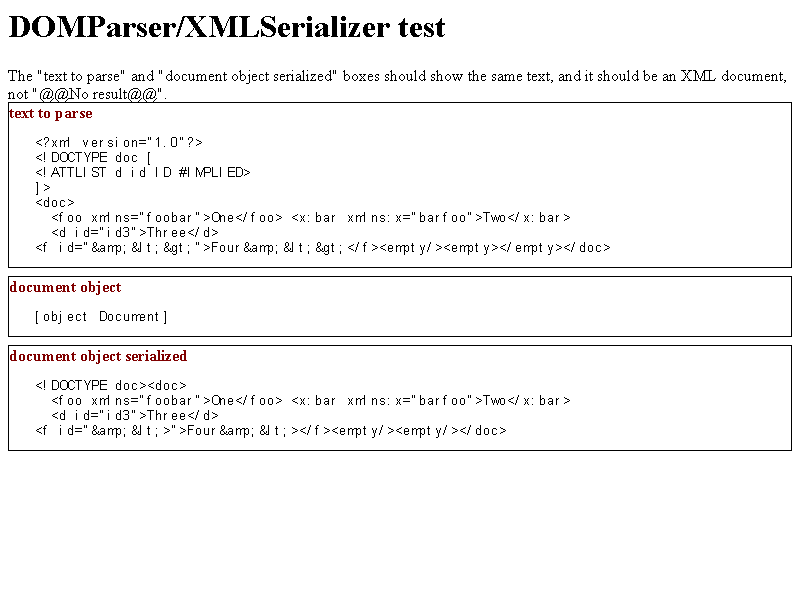 DOMParser/XMLSerializer test
The "text to parse" and "document object serialized" boxes should show the same text, and it should be an XML document,
not "@@No result@@".
text to parse
<?xml version="1.0"?>
<!DOCTYPE doc [
<!ATTLIST d id ID #IMPLIED>
]>
<doc>
<foo xmlns="foobar">One</foo> <x:bar xmlns:x="barfoo">Two</x:bar>
<d id="id3">Three</d>
<f id="&amp; &lt; &gt;">Four &amp; &lt; &gt; </f><empty/><empty></empty></doc>
document object
[object Document]
document object serialized
<!DOCTYPE doc><doc>
<foo xmlns="foobar">One</foo> <x:bar xmlns:x="barfoo">Two</x:bar>
<d id="id3">Three</d>
<f id="&amp; &lt; >">Four &amp; &lt; ></f><empty/><empty/></doc>